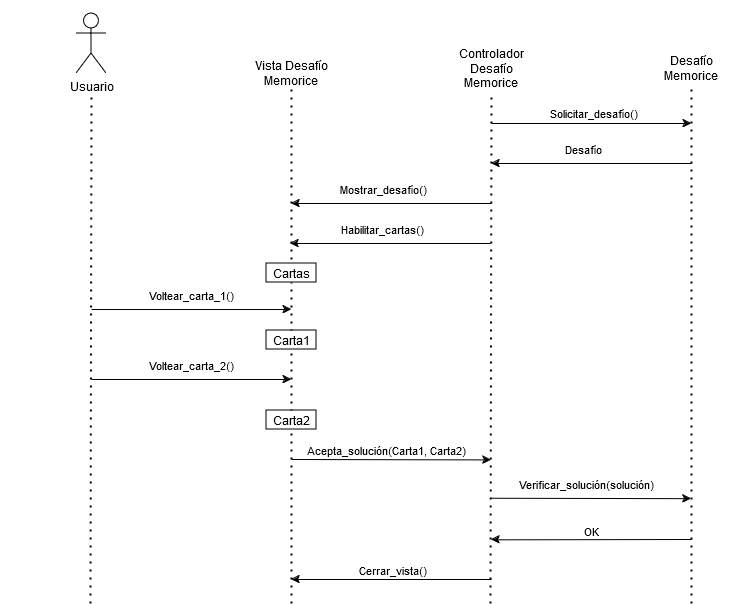 Usuario
Vista Desafío
Memorice
Controlador
Desafío
Memorice
Desafío
Memorice
Solicitar_desafío()
Desafío
Mostrar_desafío()
Habilitar_cartas()
Cartas
Voltear_carta_1()
Carta1
Voltear_carta_2()
Carta2
Acepta_solución(Carta1, Carta2)
Verificar_solución(solución)
OK
Cerrar_vista()